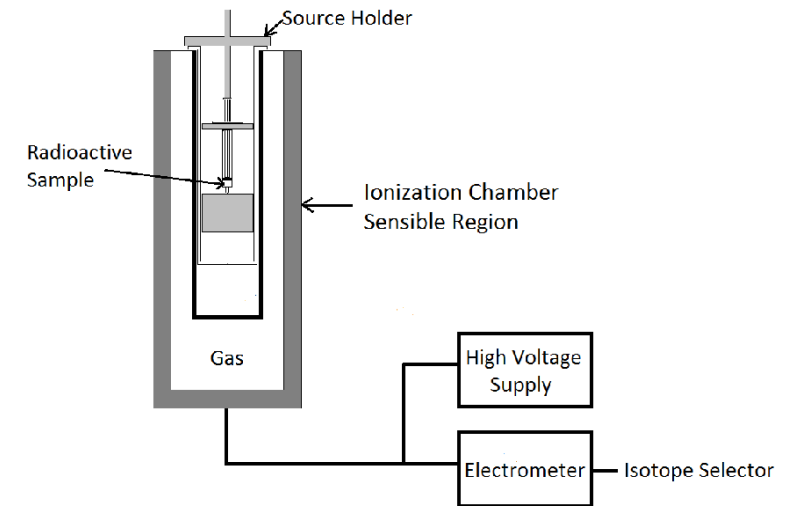 Source Holder
Radioactive
Sample
Ionization Chamber
Sensible Region
Gas
High Voltage
Supply
Electrometer
Isotope Selector